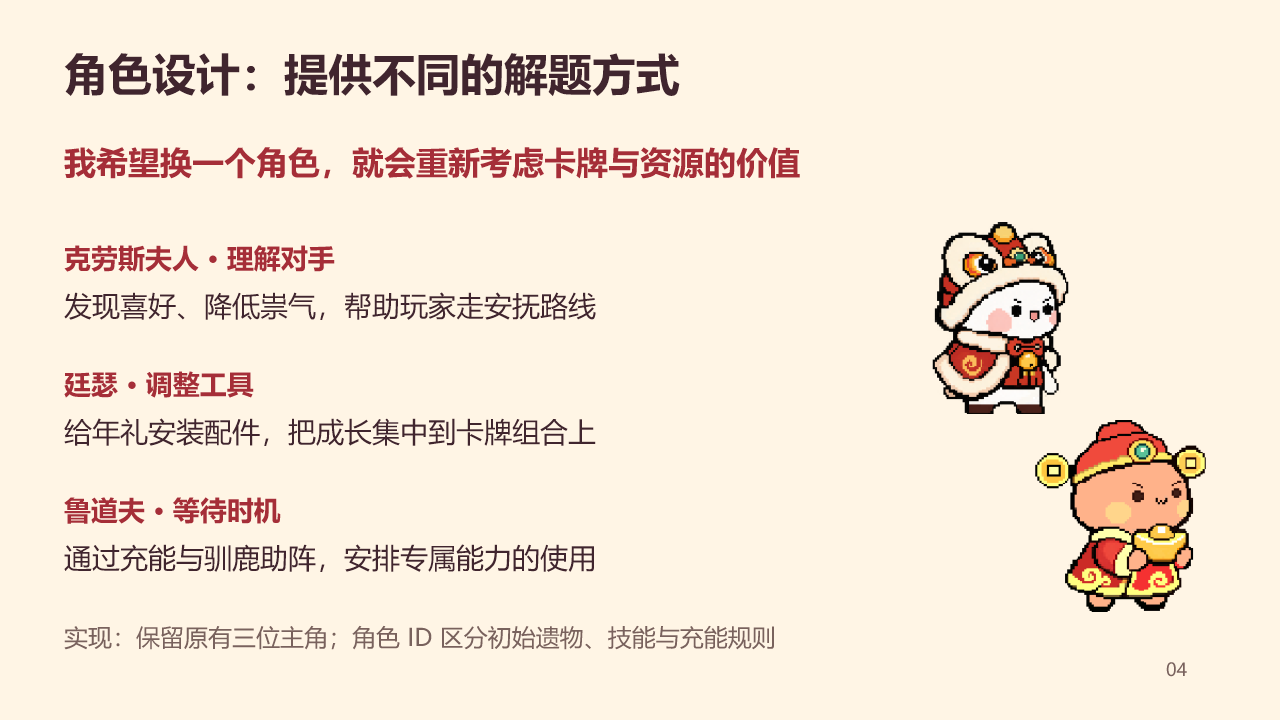 角色设计：提供不同的解题方式
我希望换一个角色，就会重新考虑卡牌与资源的价值
克劳斯夫人·理解对手
发现喜好、降低祟气，帮助玩家走安抚路线
廷瑟·调整工具
给年礼安装配件，把成长集中到卡牌组合上
鲁道夫·等待时机
通过充能与驯鹿助阵，安排专属能力的使用
实现：保留原有三位主角；角色 ID 区分初始遗物、技能与充能规则
04